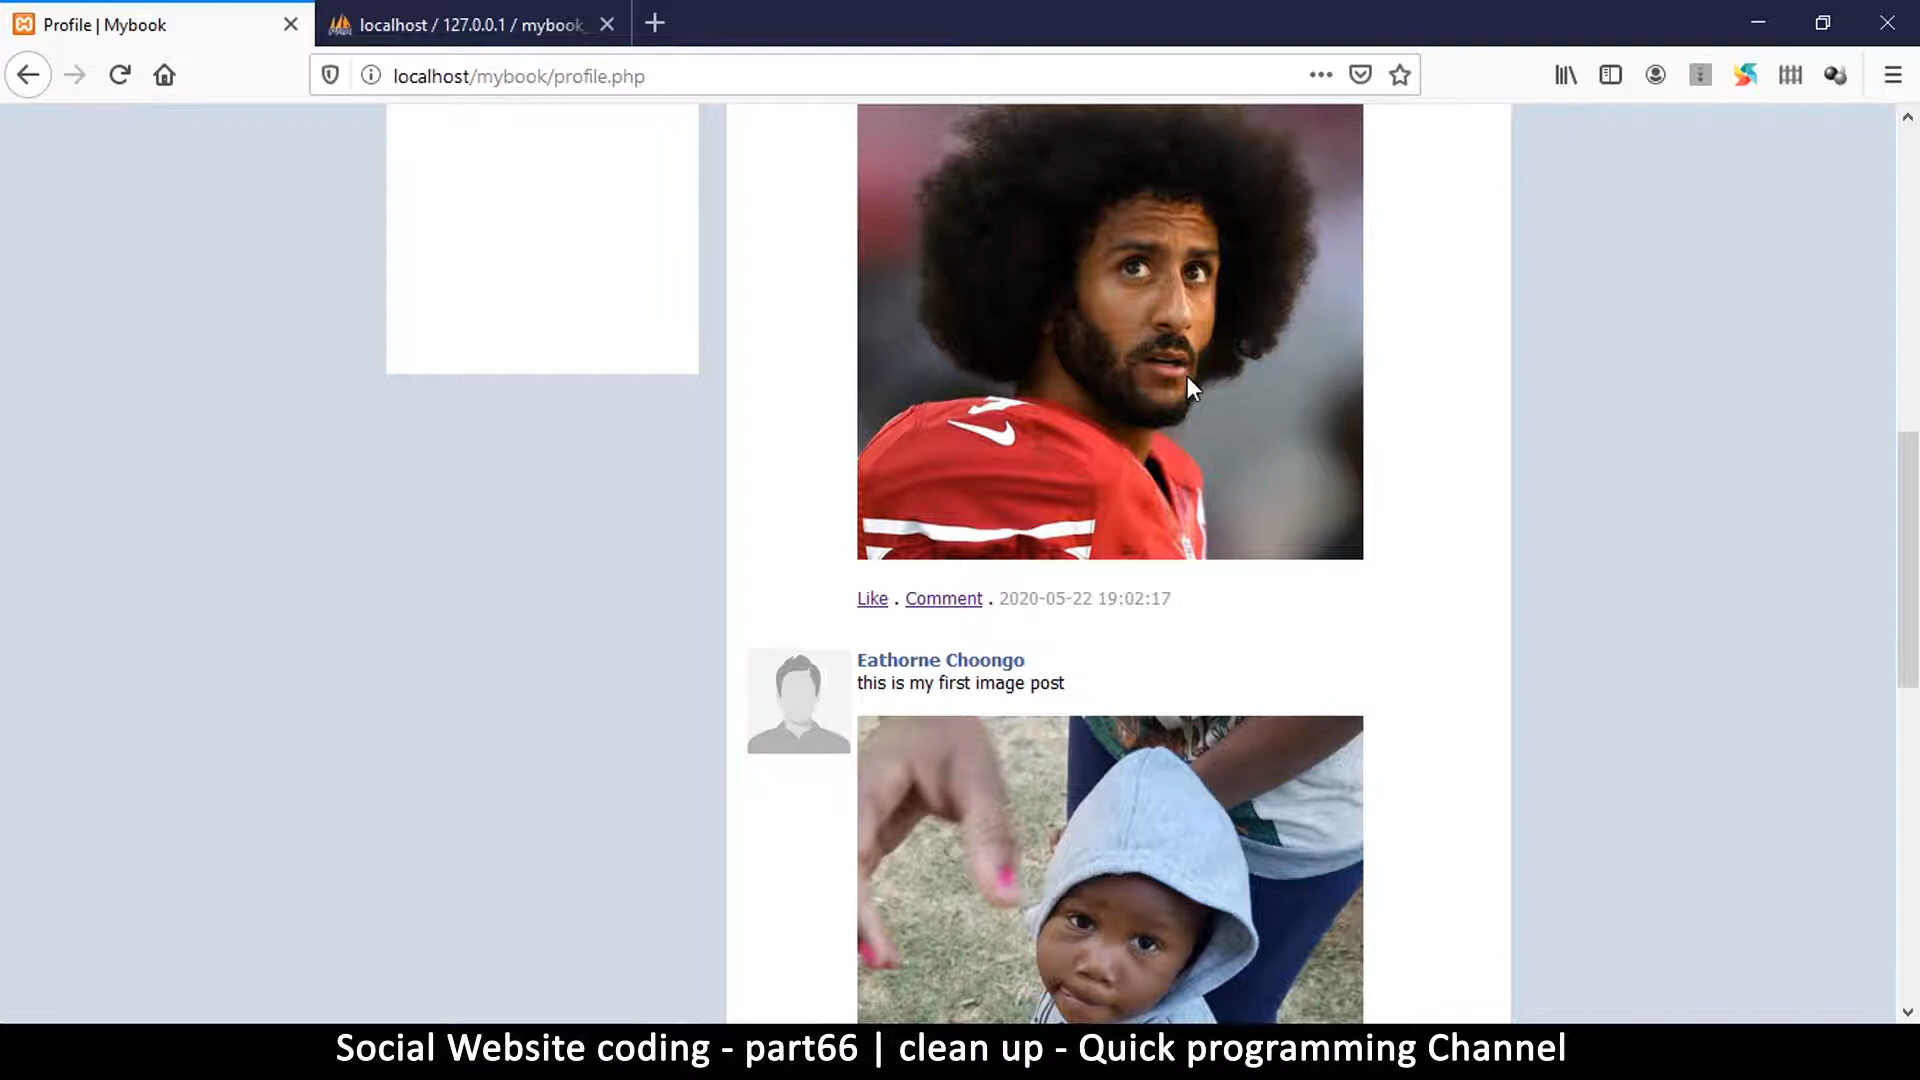 Profile | Mybook
localhost / 127.0.0.1 / mybook_
localhost/mybook/profile.php
Like . Comment . 2020-05-22 19:02:17
Eathorne Choongo
this is my first image post
Social Website coding - part66 | clean up - Quick programming Channel